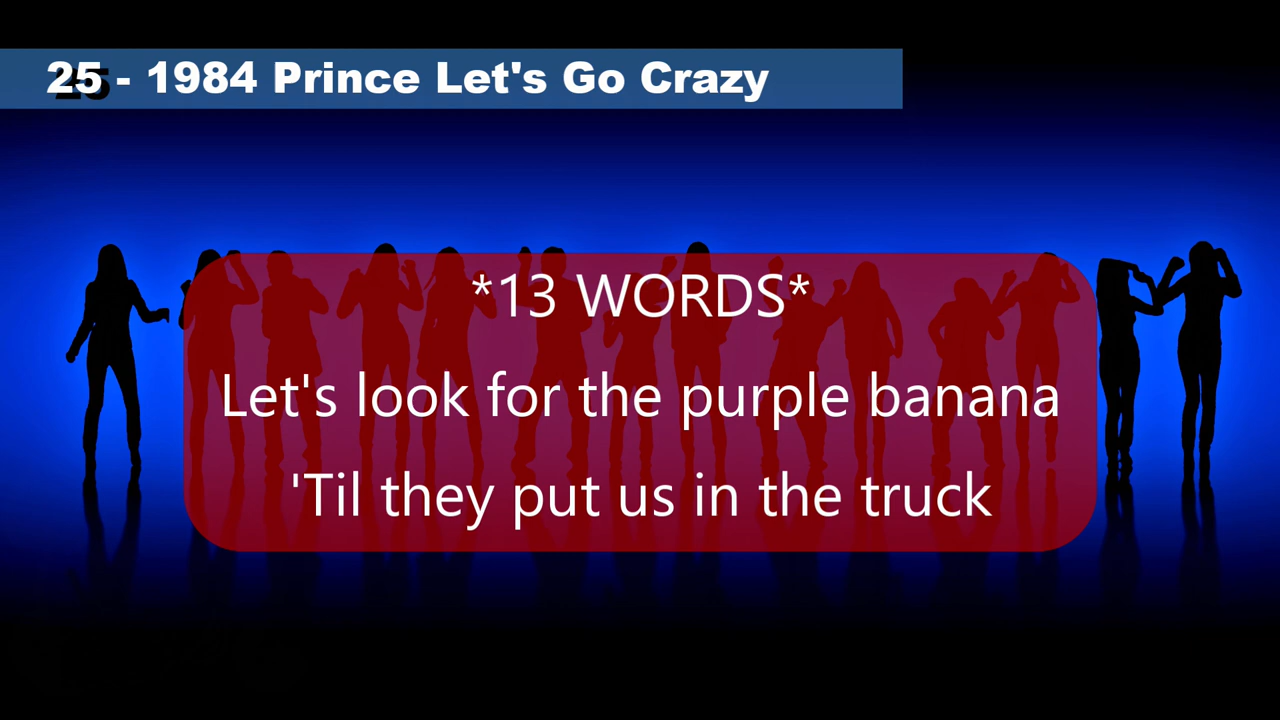 25 - 1984 Prince Let's Go Crazy
*13 WORDS*
Let's look for the purple banana
'Til they put us in the truck